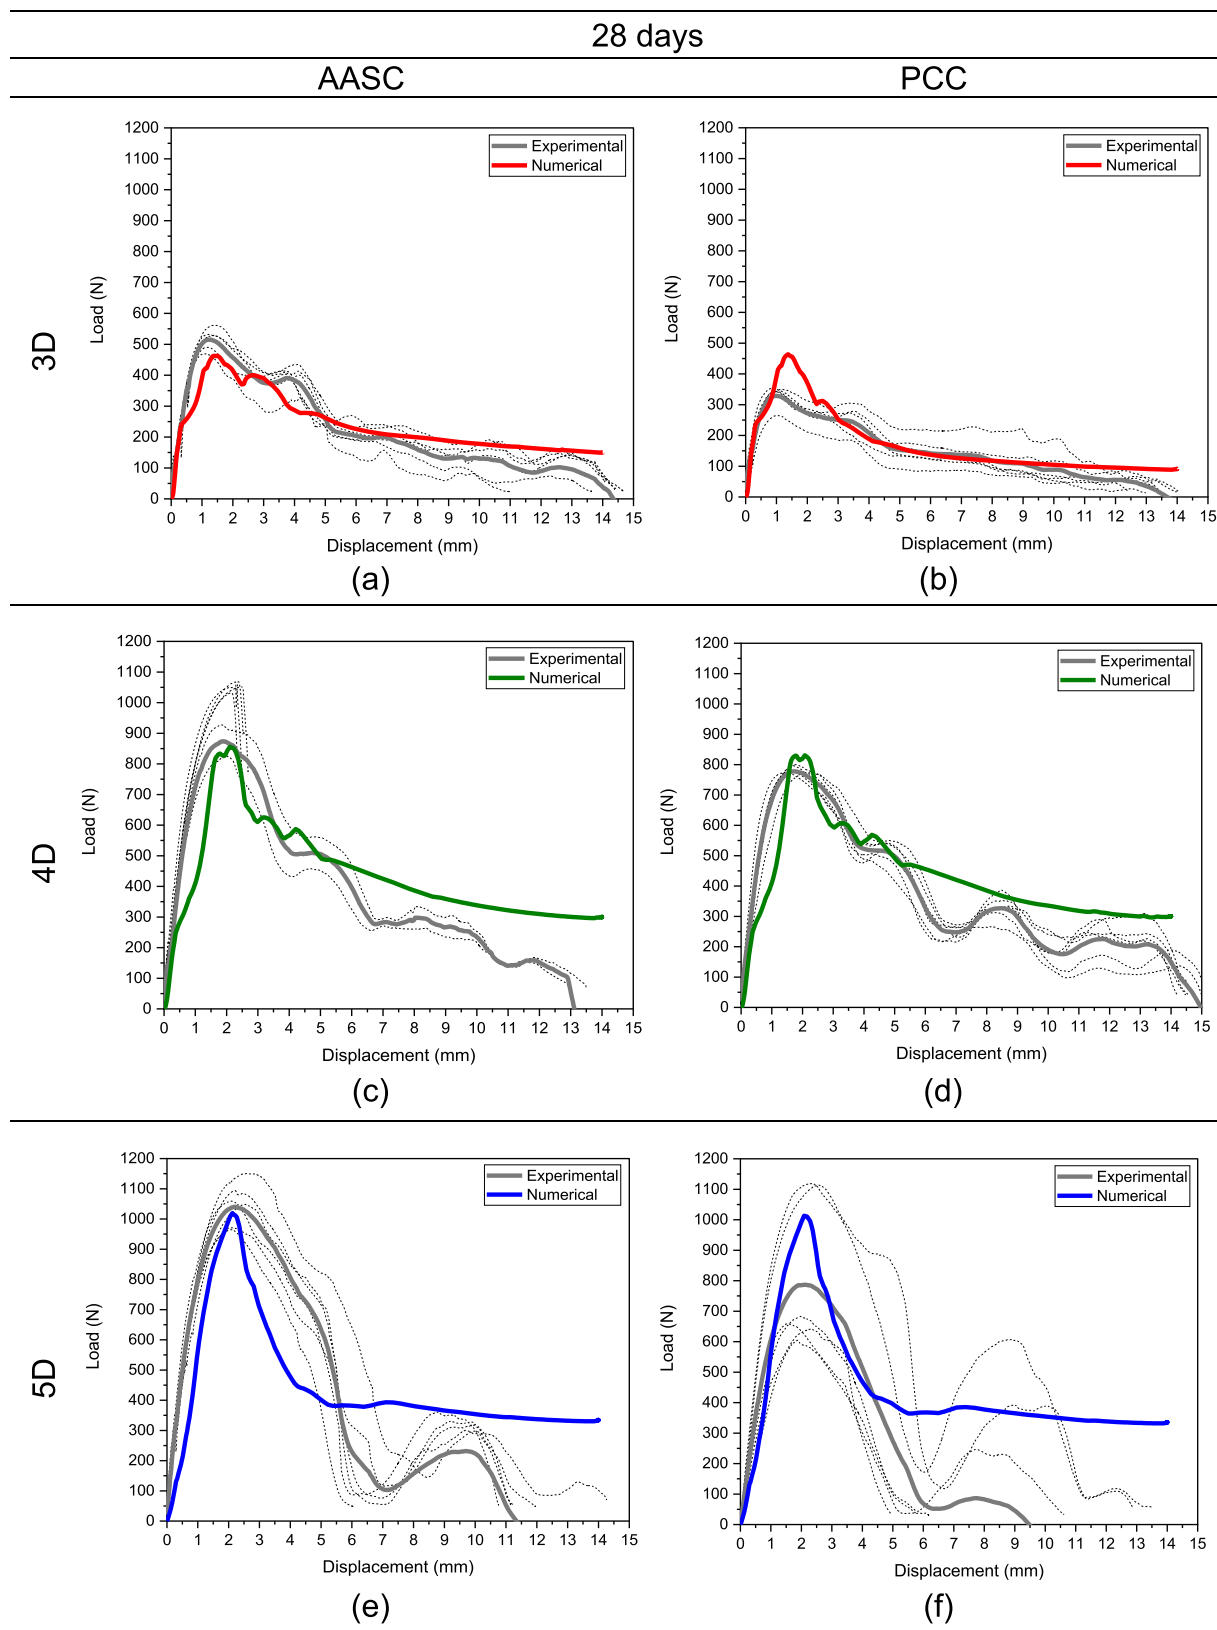 28 days
AASC PCC
3D
1200
1100
1000
900
800
700
600
500
400
300
200
100
0
Load (N)
Experimental
Numerical
0 1 2 3 4 5 6 7 8 9 10 11 12 13 14 15
Displacement (mm)
(a)
1200
1100
1000
900
800
700
600
500
400
300
200
100
0
Load (N)
Experimental
Numerical
0 1 2 3 4 5 6 7 8 9 10 11 12 13 14 15
Displacement (mm)
(b)
4D
1200
1100
1000
900
800
700
600
500
400
300
200
100
0
Load (N)
Experimental
Numerical
0 1 2 3 4 5 6 7 8 9 10 11 12 13 14 15
Displacement (mm)
(c)
1200
1100
1000
900
800
700
600
500
400
300
200
100
0
Load (N)
Experimental
Numerical
0 1 2 3 4 5 6 7 8 9 10 11 12 13 14 15
Displacement (mm)
(d)
5D
1200
1100
1000
900
800
700
600
500
400
300
200
100
0
Load (N)
Experimental
Numerical
0 1 2 3 4 5 6 7 8 9 10 11 12 13 14 15
Displacement (mm)
(e)
1200
1100
1000
900
800
700
600
500
400
300
200
100
0
Load (N)
Experimental
Numerical
0 1 2 3 4 5 6 7 8 9 10 11 12 13 14 15
Displacement (mm)
(f)